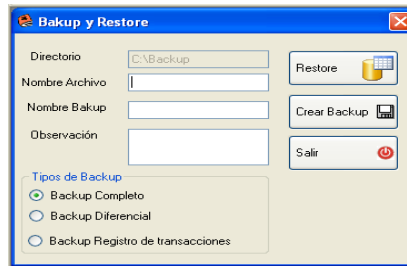 Bakup y Restore
Directorio
C:\Backup
Restore
Nombre Archivo
Nombre Bakup
Crear Backup
Observación
Salir
Tipos de Backup
Backup Completo
Backup Diferencial
Backup Registro de transacciones